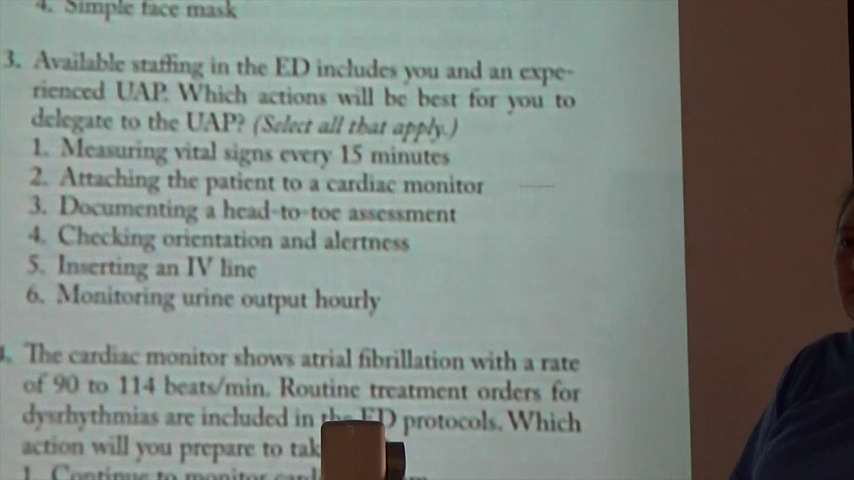 4. Simple face mask
3. Available staffing in the ED includes you and an expe-
rienced UAP. Which actions will be best for you to
delegate to the UAP? (Select all that apply.)
1. Measuring vital signs every 15 minutes
2. Attaching the patient to a cardiac monitor
3. Documenting a head-to-toe assessment
4. Checking orientation and alertness
5. Inserting an IV line
6. Monitoring urine output hourly
The cardiac monitor shows atrial fibrillation with a rate
of 90 to 114 beats/min. Routine treatment orders for
dysrhythmias are included in the ED protocols. Which
action will you prepare to
1. Continue to monitor